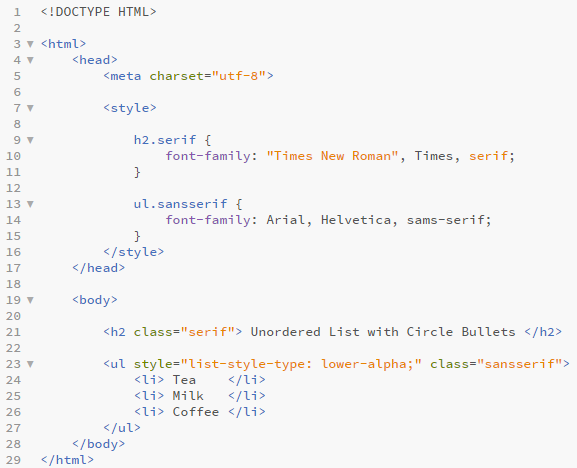 1 <!DOCTYPE HTML>
2
3 <html>
4     <head>
5         <meta charset="utf-8">
6
7         <style>
8
9             h2.serif {
10                 font-family: "Times New Roman", Times, serif;
11             }
12
13             ul.sansserif {
14                 font-family: Arial, Helvetica, sams-serif;
15             }
16         </style>
17     </head>
18
19     <body>
20
21         <h2 class="serif"> Unordered List with Circle Bullets </h2>
22
23         <ul style="list-style-type: lower-alpha;" class="sansserif">
24             <li> Tea    </li>
25             <li> Milk   </li>
26             <li> Coffee </li>
27         </ul>
28     </body>
29 </html>